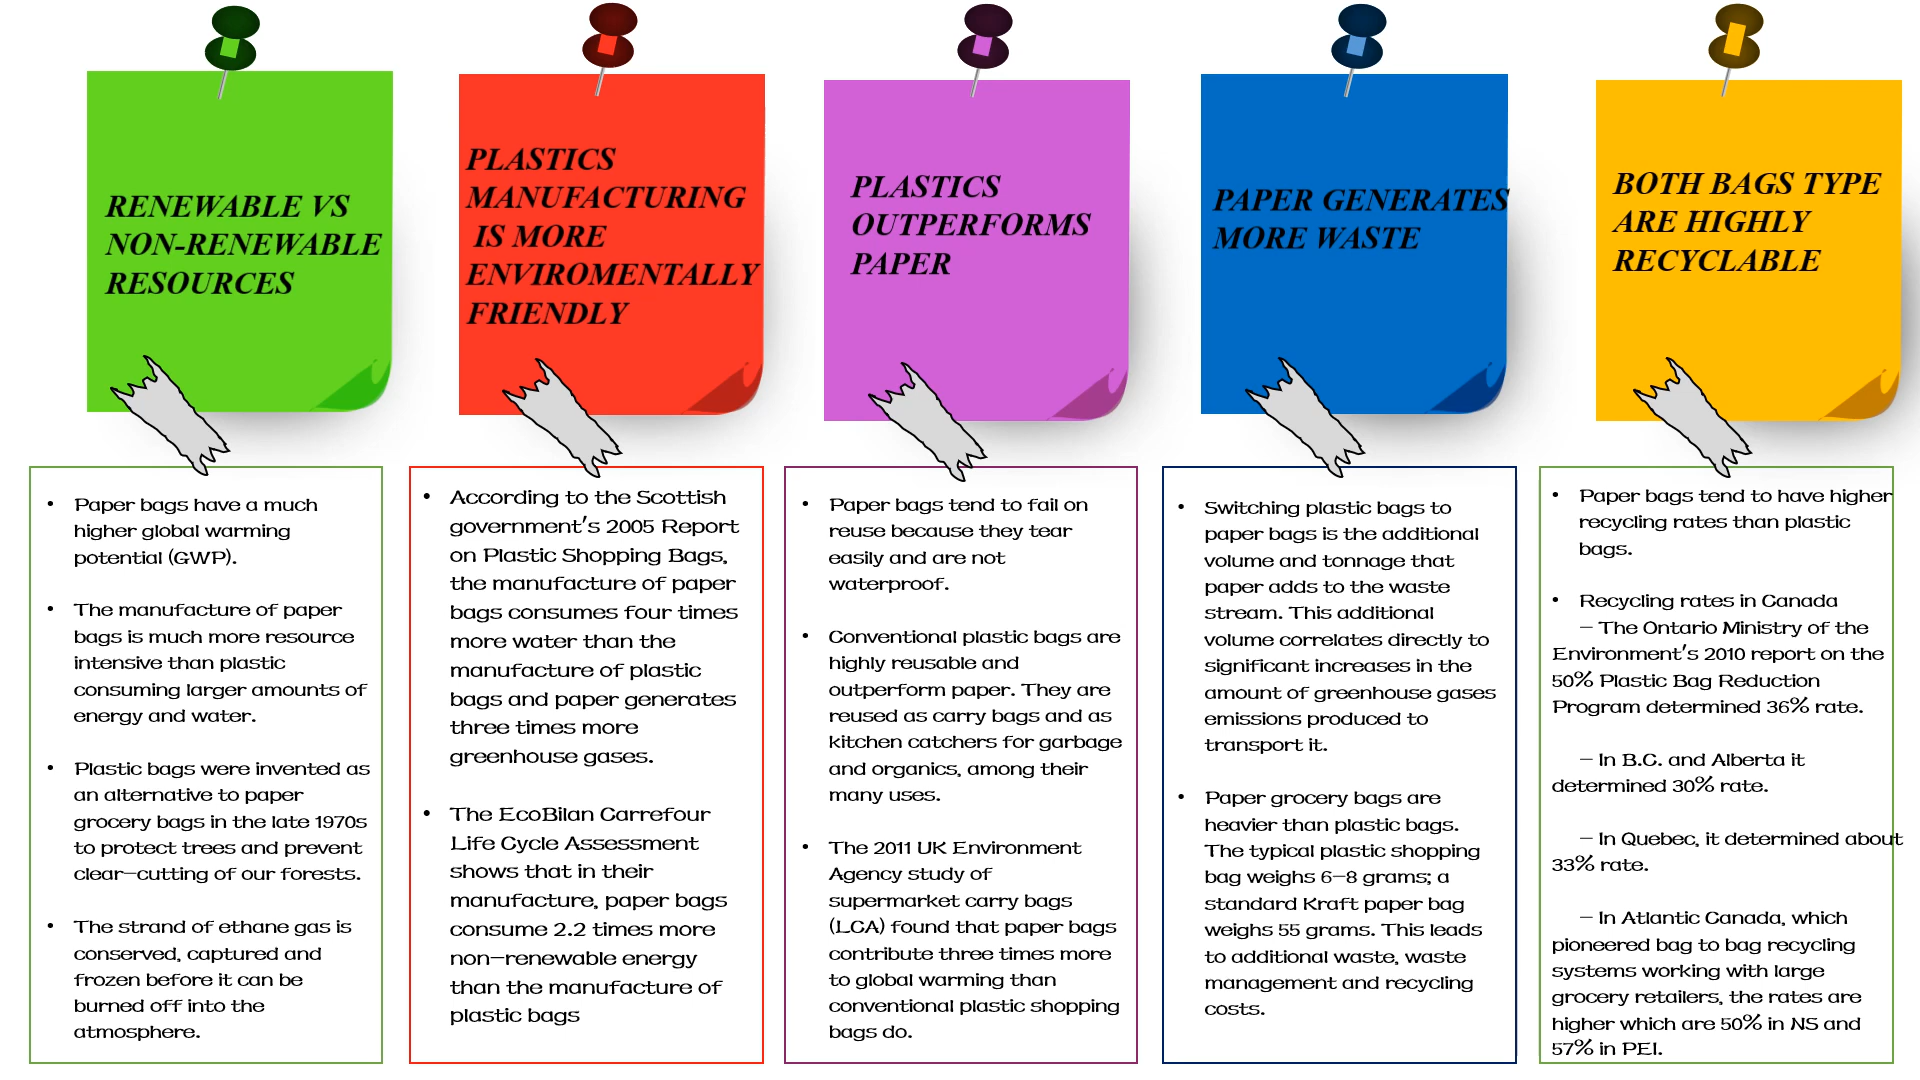 RENEWABLE VS
NON-RENEWABLE
RESOURCES
PLASTICS
MANUFACTURING
IS MORE
ENVIROMENTALLY
FRIENDLY
PLASTICS
OUTPERFORMS
PAPER
PAPER GENERATES
MORE WASTE
BOTH BAGS TYPE
ARE HIGHLY
RECYCLABLE
• Paper bags have a much
higher global warming
potential (GWP).
• The manufacture of paper
bags is much more resource
intensive than plastic
consuming larger amounts of
energy and water.
• Plastic bags were invented as
an alternative to paper
grocery bags in the late 1970s
to protect trees and prevent
clear–cutting of our forests.
• The strand of ethane gas is
conserved, captured and
frozen before it can be
burned off into the
atmosphere.
• According to the Scottish
government's 2005 Report
on Plastic Shopping Bags,
the manufacture of paper
bags consumes four times
more water than the
manufacture of plastic
bags and paper generates
three times more
greenhouse gases.
• The EcoBilan Carrefour
Life Cycle Assessment
shows that in their
manufacture, paper bags
consume 2.2 times more
non–renewable energy
than the manufacture of
plastic bags
• Paper bags tend to fail on
reuse because they tear
easily and are not
waterproof.
• Conventional plastic bags are
highly reusable and
outperform paper. They are
reused as carry bags and as
kitchen catchers for garbage
and organics, among their
many uses.
• The 2011 UK Environment
Agency study of
supermarket carry bags
(LCA) found that paper bags
contribute three times more
to global warming than
conventional plastic shopping
bags do.
• Switching plastic bags to
paper bags is the additional
volume and tonnage that
paper adds to the waste
stream. This additional
volume correlates directly to
significant increases in the
amount of greenhouse gases
emissions produced to
transport it.
• Paper grocery bags are
heavier than plastic bags.
The typical plastic shopping
bag weighs 6–8 grams; a
standard Kraft paper bag
weighs 55 grams. This leads
to additional waste, waste
management and recycling
costs.
• Paper bags tend to have higher
recycling rates than plastic
bags.
• Recycling rates in Canada
– The Ontario Ministry of the
Environment's 2010 report on the
50% Plastic Bag Reduction
Program determined 36% rate.
– In B.C. and Alberta it
determined 30% rate.
– In Quebec, it determined about
33% rate.
– In Atlantic Canada, which
pioneered bag to bag recycling
systems working with large
grocery retailers, the rates are
higher which are 50% in NS and
57% in PEI.